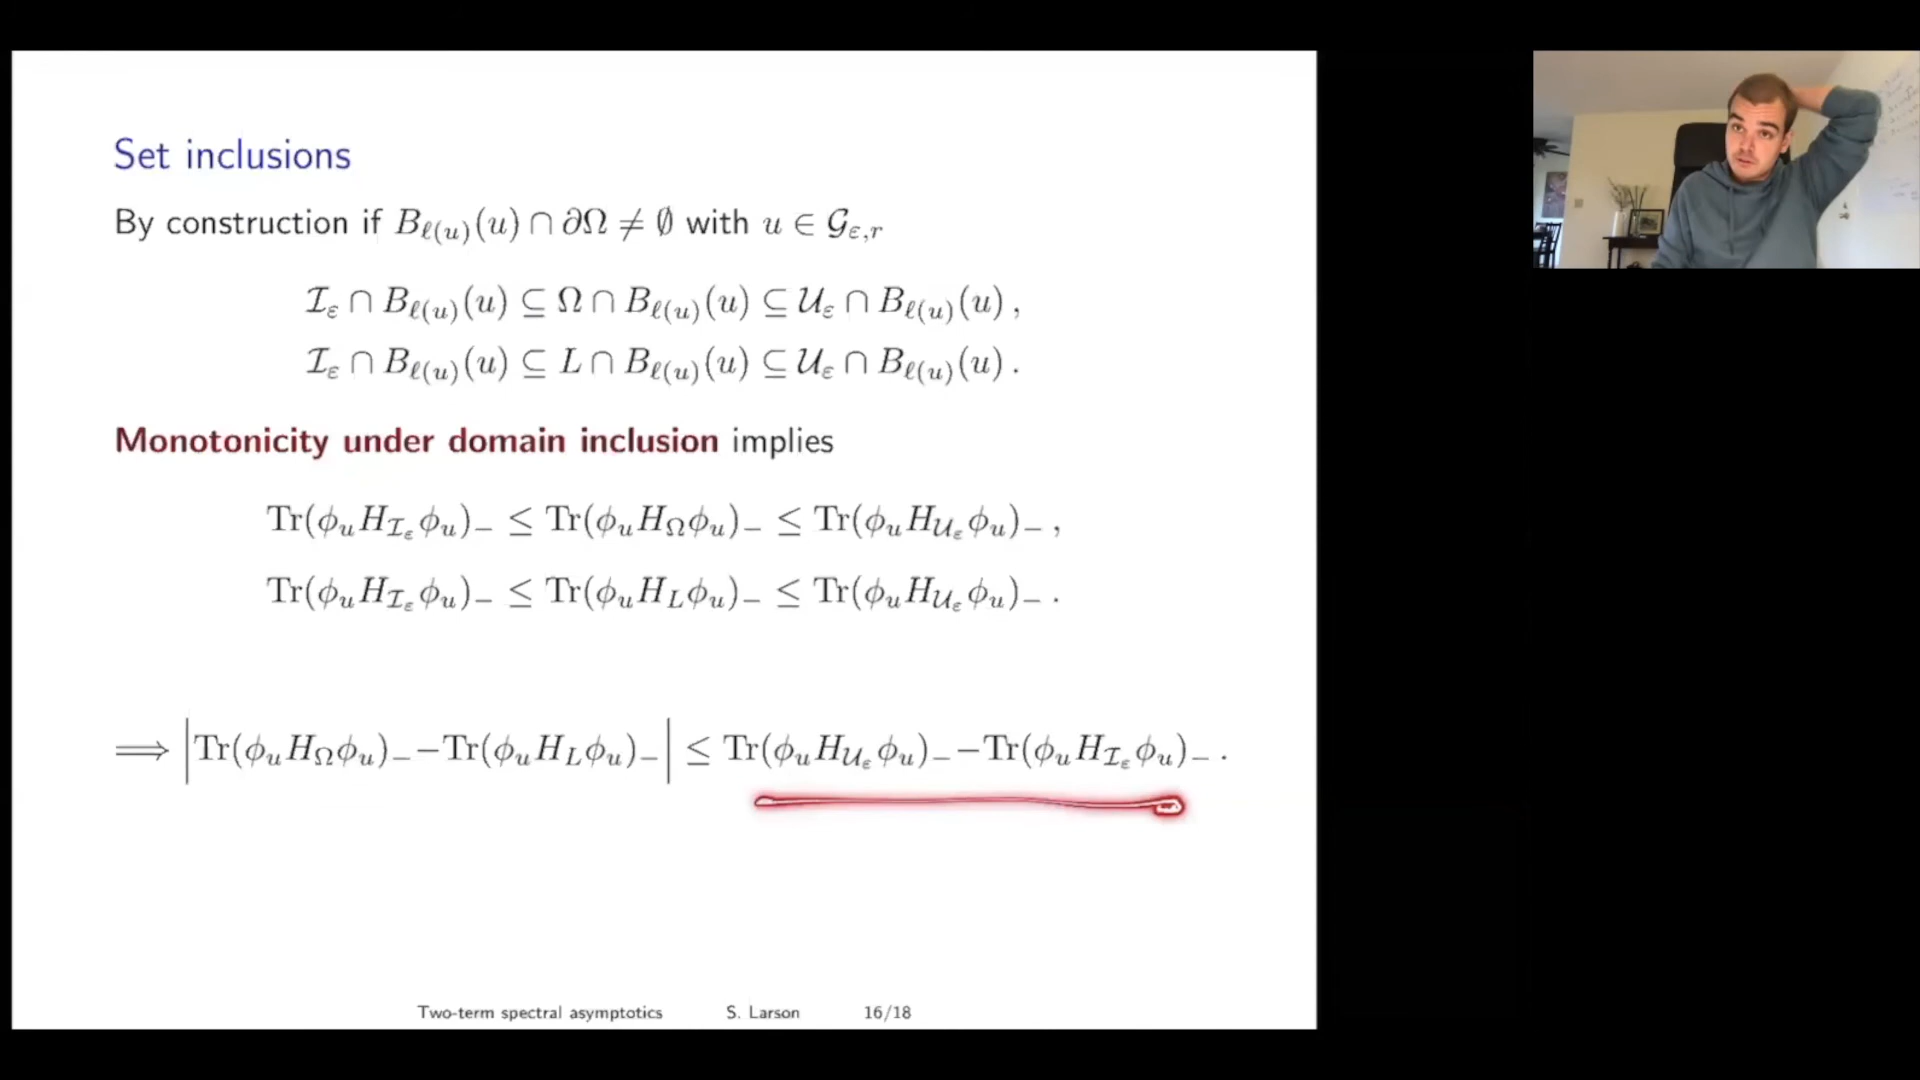 Set inclusions
By construction if $B_{\ell(u)}(u) \cap \partial\Omega \neq \emptyset$ with $u \in \mathcal{G}_{\varepsilon,r}$
$\mathcal{I}_\varepsilon \cap B_{\ell(u)}(u) \subseteq \Omega \cap B_{\ell(u)}(u) \subseteq \mathcal{U}_\varepsilon \cap B_{\ell(u)}(u)\,,$
$\mathcal{I}_\varepsilon \cap B_{\ell(u)}(u) \subseteq L \cap B_{\ell(u)}(u) \subseteq \mathcal{U}_\varepsilon \cap B_{\ell(u)}(u)\,.$
Monotonicity under domain inclusion implies
$\mathrm{Tr}(\phi_u H_{\mathcal{I}_\varepsilon} \phi_u)_- \leq \mathrm{Tr}(\phi_u H_\Omega \phi_u)_- \leq \mathrm{Tr}(\phi_u H_{\mathcal{U}_\varepsilon} \phi_u)_-\,,$
$\mathrm{Tr}(\phi_u H_{\mathcal{I}_\varepsilon} \phi_u)_- \leq \mathrm{Tr}(\phi_u H_L \phi_u)_- \leq \mathrm{Tr}(\phi_u H_{\mathcal{U}_\varepsilon} \phi_u)_-\,.$
$\Longrightarrow \left| \mathrm{Tr}(\phi_u H_\Omega \phi_u)_- - \mathrm{Tr}(\phi_u H_L \phi_u)_- \right| \leq \mathrm{Tr}(\phi_u H_{\mathcal{U}_\varepsilon} \phi_u)_- - \mathrm{Tr}(\phi_u H_{\mathcal{I}_\varepsilon} \phi_u)_-\,.$
Two-term spectral asymptotics S. Larson 16/18